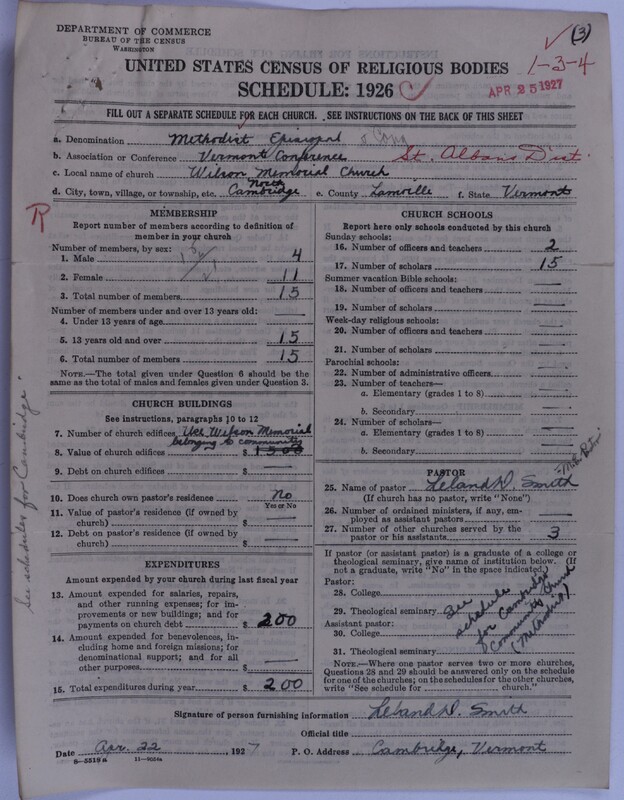 DEPARTMENT OF COMMERCE
BUREAU OF THE CENSUS
WASHINGTON
(3)
1-3-4
APR 25 1927
UNITED STATES CENSUS OF RELIGIOUS BODIES
SCHEDULE: 1926
FILL OUT A SEPARATE SCHEDULE FOR EACH CHURCH. SEE INSTRUCTIONS ON THE BACK OF THIS SHEET
a. Denomination Methodist Episcopal & Cong
b. Association or Conference Vermont Conference St. Albans Dist.
c. Local name of church Wilson Memorial Church
d. City, town, village, or township, etc. North Cambridge e. County Lamoille f. State Vermont
R
MEMBERSHIP
Report number of members according to definition of member in your church
Number of members, by sex:
1. Male 4
2. Female 11
3. Total number of members 15
Number of members under and over 13 years old:
4. Under 13 years of age
5. 13 years old and over 15
6. Total number of members 15
NOTE.—The total given under Question 6 should be the same as the total of males and females given under Question 3.
CHURCH BUILDINGS
See instructions, paragraphs 10 to 12
7. Number of church edifices Use Wilson Memorial
belonging to community
8. Value of church edifices $ 1500
9. Debt on church edifices $
10. Does church own pastor's residence No
Yes or No
11. Value of pastor's residence (if owned by church) $
12. Debt on pastor's residence (if owned by church) $
EXPENDITURES
Amount expended by your church during last fiscal year
13. Amount expended for salaries, repairs, and other running expenses; for improvements or new buildings; and for payments on church debt $ 200
14. Amount expended for benevolences, including home and foreign missions; for denominational support; and for all other purposes $
15. Total expenditures during year $ 200
See schedules for Cambridge
CHURCH SCHOOLS
Report here only schools conducted by this church
Sunday schools:
16. Number of officers and teachers 2
17. Number of scholars 15
Summer vacation Bible schools:
18. Number of officers and teachers
19. Number of scholars
Week-day religious schools:
20. Number of officers and teachers
21. Number of scholars
Parochial schools:
22. Number of administrative officers
23. Number of teachers—
a. Elementary (grades 1 to 8)
b. Secondary
24. Number of scholars—
a. Elementary (grades 1 to 8)
b. Secondary
PASTOR
25. Name of pastor Leland D. Smith
(If church has no pastor, write "None")
26. Number of ordained ministers, if any, employed as assistant pastors
27. Number of other churches served by the pastor or his assistants 3
If pastor (or assistant pastor) is a graduate of a college or theological seminary, give name of institution below. (If not a graduate, write "No" in the space indicated.)
Pastor:
28. College
29. Theological seminary See schedule for Cambridge Community Church
Assistant pastor:
30. College
31. Theological seminary
NOTE.—Where one pastor serves two or more churches, Questions 28 and 29 should be answered only on the schedule for one of the churches; on the schedules for the other churches, write "See schedule for church."
Signature of person furnishing information Leland D. Smith
Official title
Date Apr. 22 1927 P. O. Address Cambridge, Vermont
8-5518a 11-9024a